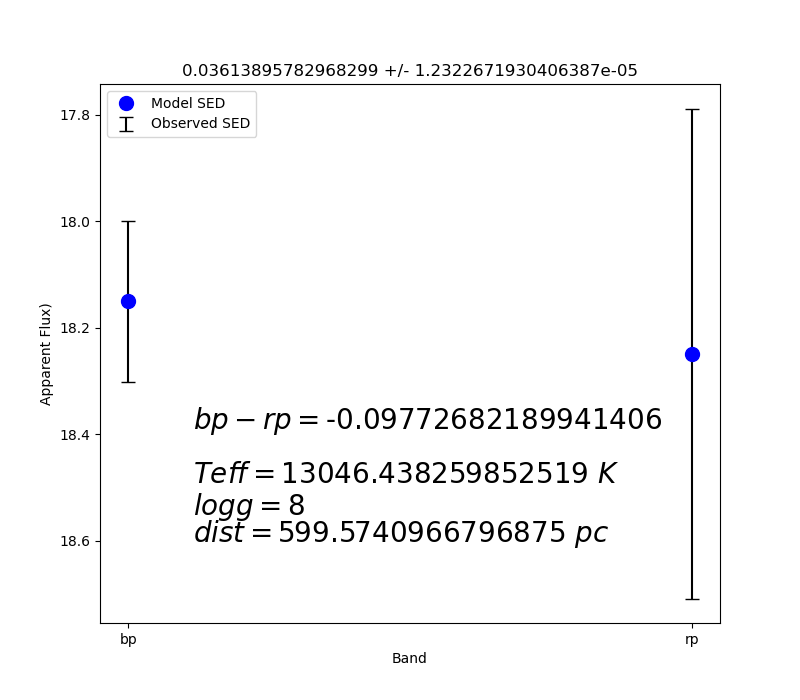 0.03613895782968299 +/- 1.2322671930406387e-05
Model SED
Observed SED
17.8
18.0
18.2
18.4
18.6
Apparent Flux)
bp − rp = -0.09772682189941406
Teff = 13046.438259852519 K
logg = 8
dist = 599.5740966796875 pc
bp
rp
Band